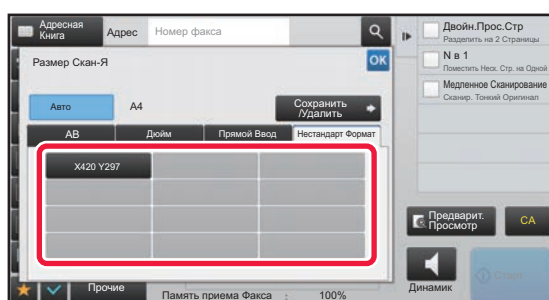 Адресная
Книга
Адрес
Номер факса
Размер Скан-Я
OK
Авто
A4
Сохранить
/Удалить
AB
Дюйм
Прямой Ввод
Нестандарт Формат
X420 Y297
Прочие
Память приема Факса : 100%
Двойн.Прос.Стр
Разделить на 2 Страницы
N в 1
Поместить Неск. Стр. на Одной
Медленное Сканирование
Сканир. Тонкий Оригинал
Предварит.
Просмотр
CA
Динамик
Старт